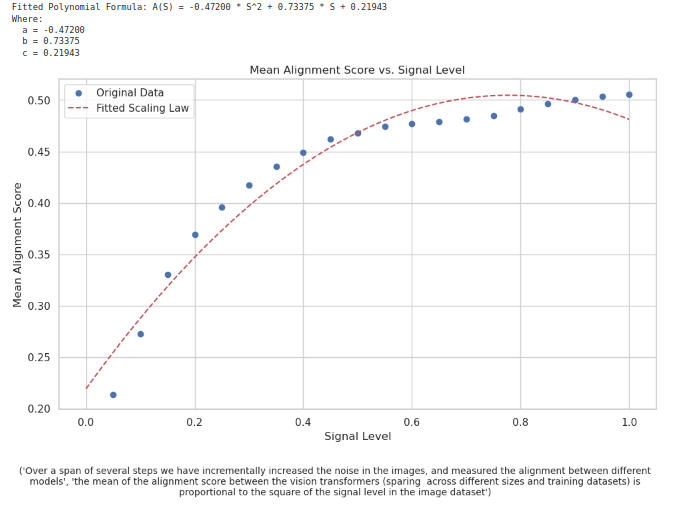 Fitted Polynomial Formula: A(S) = -0.47200 * S^2 + 0.73375 * S + 0.21943
Where:
a = -0.47200
b = 0.73375
c = 0.21943
Mean Alignment Score vs. Signal Level
Original Data
Fitted Scaling Law
0.50
0.45
0.40
0.35
0.30
0.25
0.20
Mean Alignment Score
0.0 0.2 0.4 0.6 0.8 1.0
Signal Level
('Over a span of several steps we have incrementally increased the noise in the images, and measured the alignment between different
models', 'the mean of the alignment score between the vision transformers (sparing  across different sizes and training datasets) is
proportional to the square of the signal level in the image dataset')